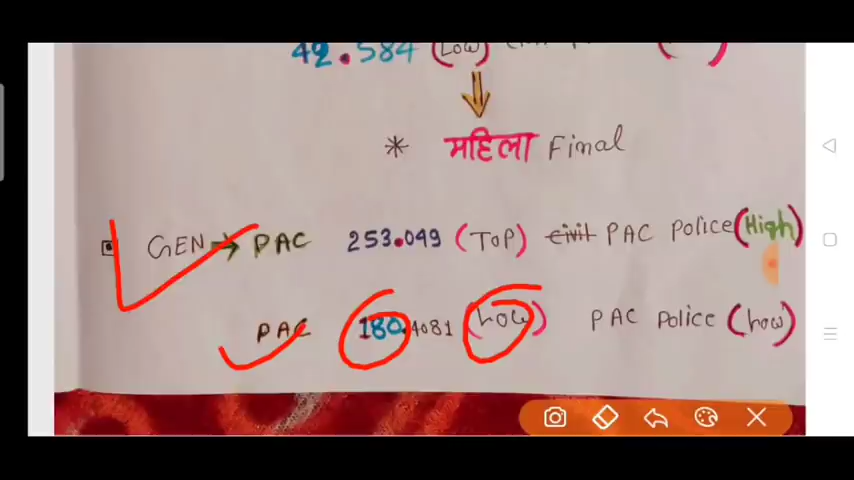 42.584 (Low)
* महिला Final
GEN → PAC 253.049 (TOP) civil PAC Police (High)
PAC 180.4081 (Low) PAC Police (Low)